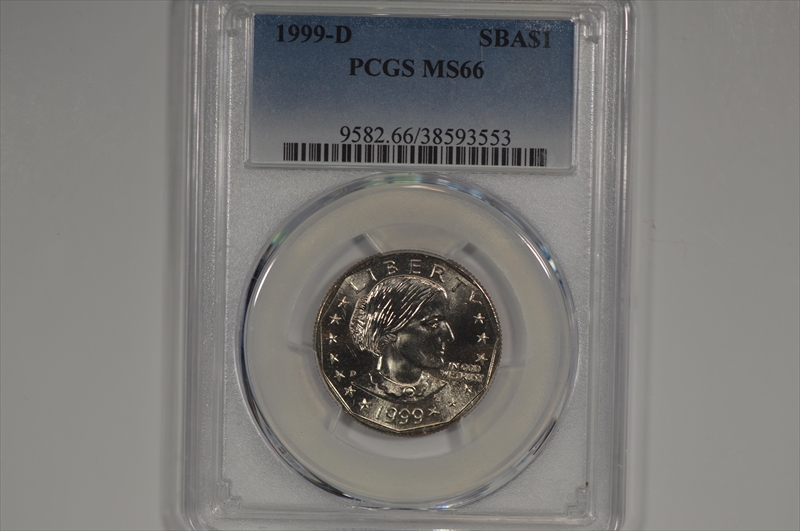 1999-D SBA$1
PCGS MS66
9582.66/38593553
LIBERTY
IN GOD
WE TRUST
D
1999